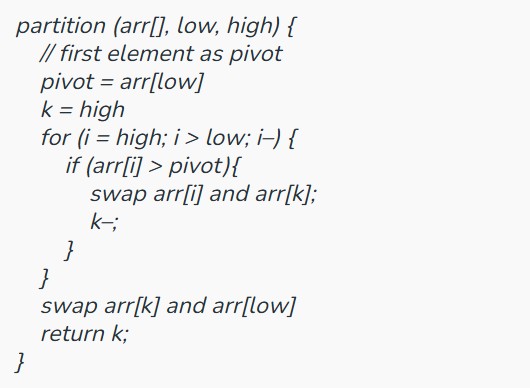 partition (arr[], low, high) {
// first element as pivot
pivot = arr[low]
k = high
for (i = high; i > low; i–) {
if (arr[i] > pivot){
swap arr[i] and arr[k];
k–;
}
}
swap arr[k] and arr[low]
return k;
}